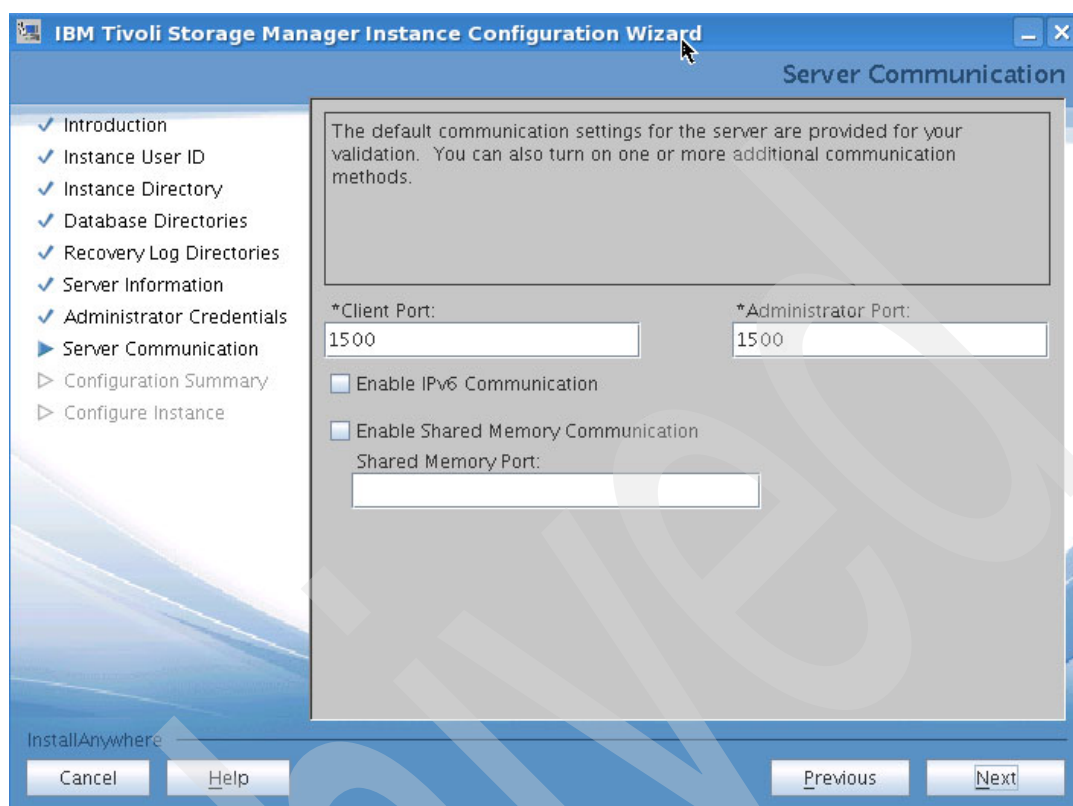 IBM Tivoli Storage Manager Instance Configuration Wizard
Server Communication
Introduction
Instance User ID
Instance Directory
Database Directories
Recovery Log Directories
Server Information
Administrator Credentials
Server Communication
Configuration Summary
Configure Instance
The default communication settings for the server are provided for your
validation. You can also turn on one or more additional communication
methods.
*Client Port:
1500
*Administrator Port:
1500
Enable IPv6 Communication
Enable Shared Memory Communication
Shared Memory Port:
InstallAnywhere
Cancel
Help
Previous
Next